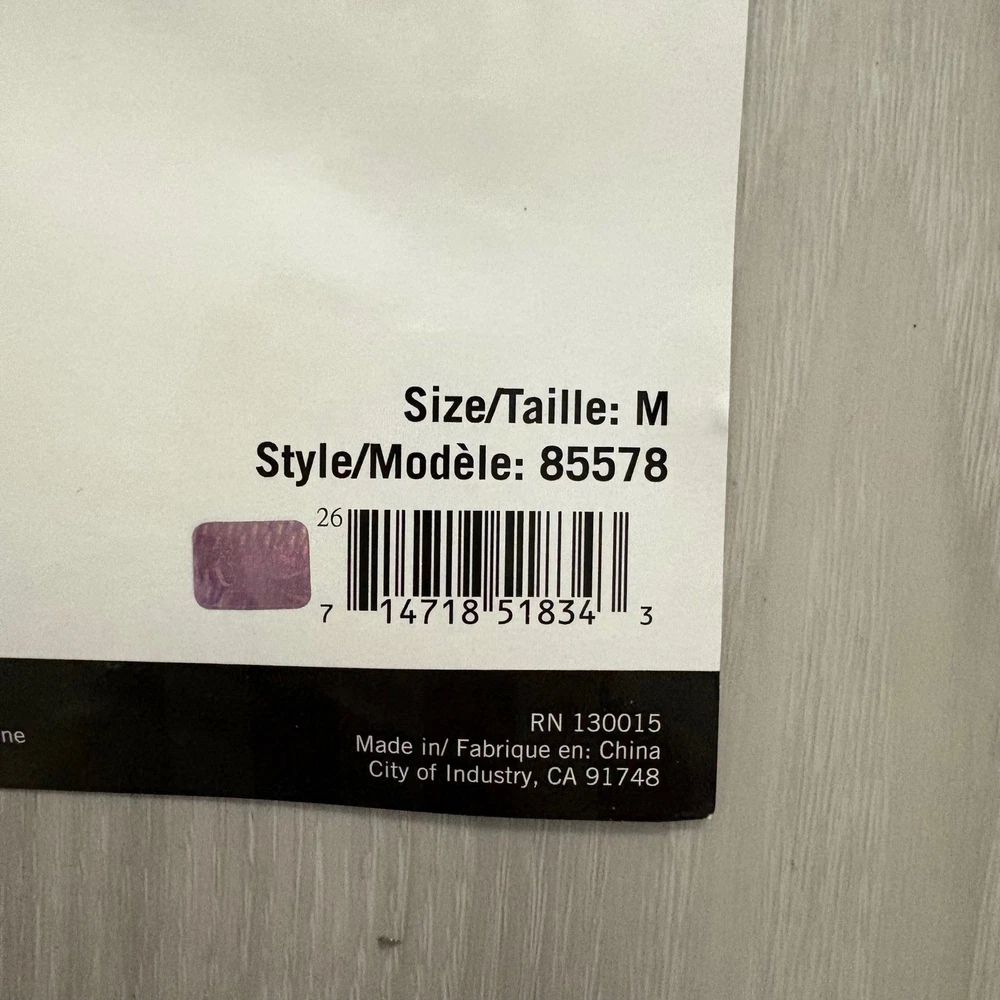 Size/Taille: M
Style/Modèle: 85578
26
7 14718 51834 3
ne
RN 130015
Made in/ Fabrique en: China
City of Industry, CA 91748